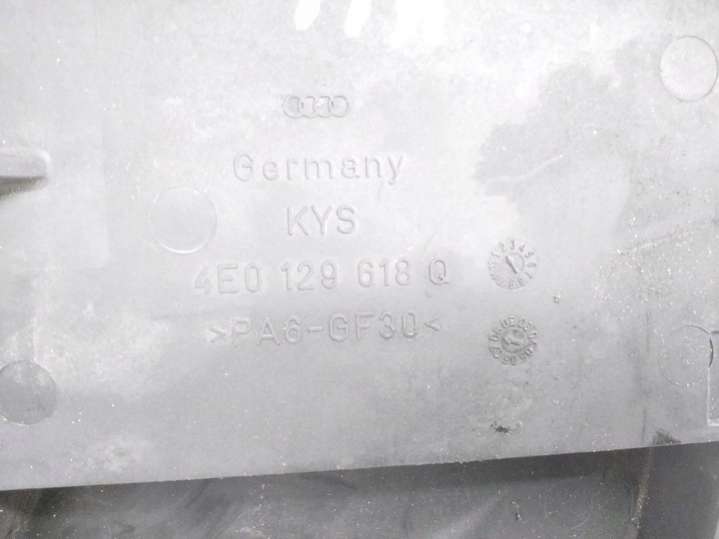 Germany
KYS
4E0 129 618 Q
>PA6-GF30<